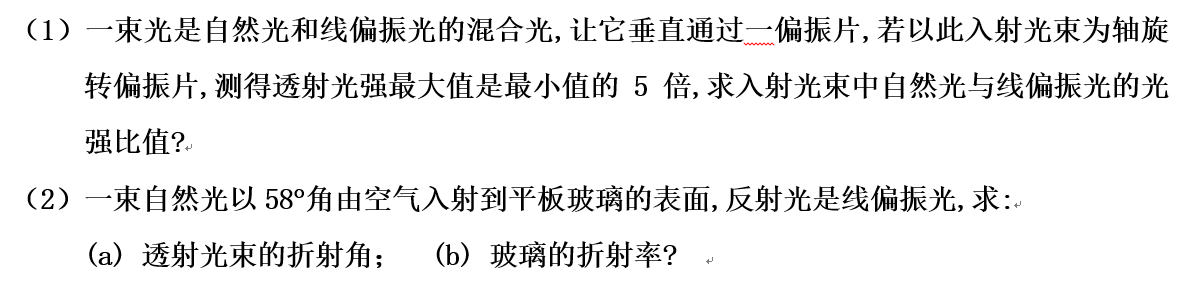 (1) 一束光是自然光和线偏振光的混合光,让它垂直通过一偏振片,若以此入射光束为轴旋
转偏振片,测得透射光强最大值是最小值的 5 倍,求入射光束中自然光与线偏振光的光
强比值?
(2) 一束自然光以58°角由空气入射到平板玻璃的表面,反射光是线偏振光,求:
(a) 透射光束的折射角; (b) 玻璃的折射率?